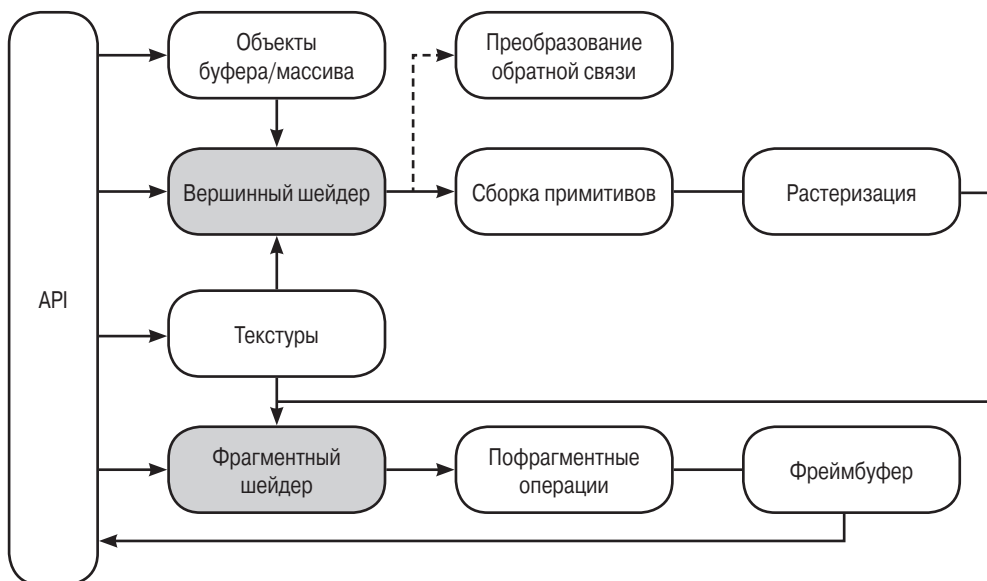 API
Объекты
буфера/массива
Преобразование
обратной связи
Вершинный шейдер
Сборка примитивов
Растеризация
Текстуры
Фрагментный
шейдер
Пофрагментные
операции
Фреймбуфер